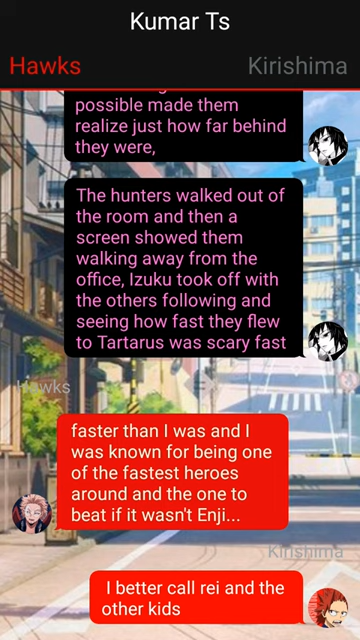 Kumar Ts
Hawks
Kirishima
possible made them
realize just how far behind
they were,
The hunters walked out of
the room and then a
screen showed them
walking away from the
office, Izuku took off with
the others following and
seeing how fast they flew
to Tartarus was scary fast
Hawks
faster than I was and I
was known for being one
of the fastest heroes
around and the one to
beat if it wasn't Enji...
Kirishima
I better call rei and the
other kids